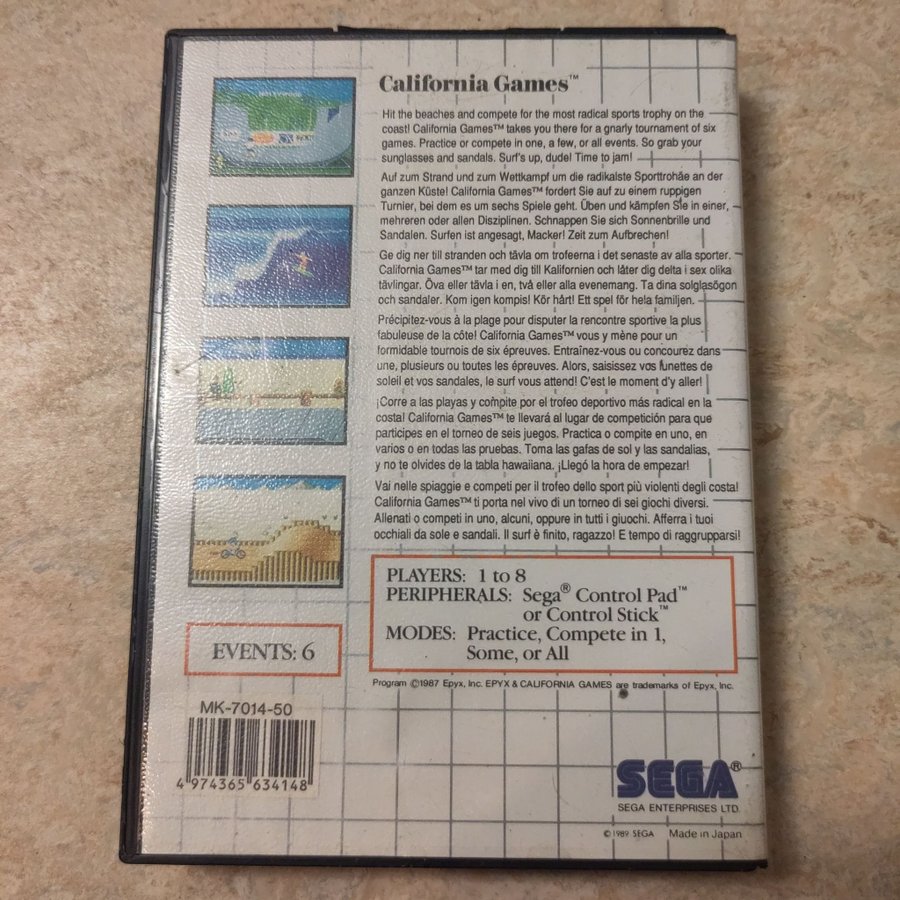 California Games™
Hit the beaches and compete for the most radical sports trophy on the
coast! California Games™ takes you there for a gnarly tournament of six
games. Practice or compete in one, a few, or all events. So grab your
sunglasses and sandals. Surf's up, dude! Time to jam!
Auf zum Strand und zum Wettkampf um die radikalste Sporttrohäe an der
ganzen Küste! California Games™ fordert Sie auf zu einem ruppigen
Turnier, bei dem es um sechs Spiele geht. Üben und kämpfen Sie in einer,
mehreren oder allen Disziplinen. Schnappen Sie sich Sonnenbrille und
Sandalen. Surfen ist angesagt, Macker! Zeit zum Aufbrechen!
Ge dig ner till stranden och tävla om trofeerna i det senaste av alla sporter.
California Games™ tar med dig till Kalifornien och låter dig delta i sex olika
tävlingar. Öva eller tävla i en, två eller alla evenemang. Ta dina solglasögon
och sandaler. Kom igen kompis! Kör hårt! Ett spel för hela familjen.
Précipitez-vous à la plage pour disputer la rencontre sportive la plus
fabuleuse de la côte! California Games™ vous y mène pour un
formidable tournois de six épreuves. Entraînez-vous ou concourez dans
une, plusieurs ou toutes les épreuves. Alors, saisissez vos lunettes de
soleil et vos sandales, le surf vous attend! C'est le moment d'y aller!
¡Corre a las playas y compite por el trofeo deportivo más radical en la
costa! California Games™ te llevará al lugar de competición para que
participes en el torneo de seis juegos. Practica o compite en uno, en
varios o en todas las pruebas. Toma las gafas de sol y las sandalias,
y no te olvides de la tabla hawaiiana. ¡Llegó la hora de empezar!
Vai nelle spiaggie e competi per il trofeo dello sport più violenti degli costa!
California Games™ ti porta nel vivo di un torneo di sei giochi diversi.
Allenati o competi in uno, alcuni, oppure in tutti i giuochi. Afferra i tuoi
occhiali da sole e sandali. Il surf è finito, ragazzo! E tempo di raggrupparsi!
PLAYERS: 1 to 8
PERIPHERALS: Sega® Control Pad™
or Control Stick™
MODES: Practice, Compete in 1,
Some, or All
EVENTS: 6
Program ©1987 Epyx, Inc. EPYX & CALIFORNIA GAMES are trademarks of Epyx, Inc.
MK-7014-50
4 974365 634148
SEGA®
SEGA ENTERPRISES LTD.
© 1989 SEGA Made in Japan